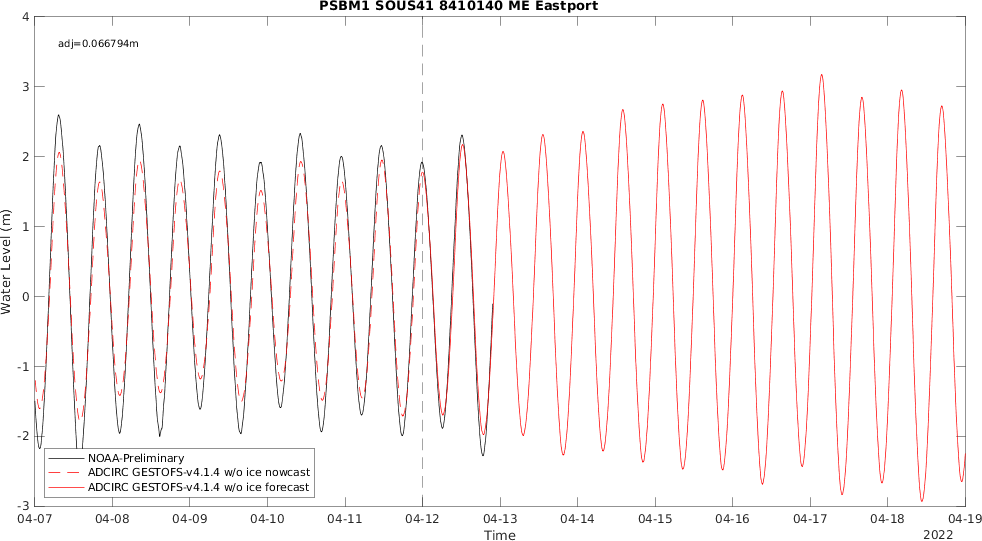 PSBM1 SOUS41 8410140 ME Eastport
adj=0.066794m
4
3
2
1
0
-1
-2
-3
Water Level (m)
NOAA-Preliminary
ADCIRC GESTOFS-v4.1.4 w/o ice nowcast
ADCIRC GESTOFS-v4.1.4 w/o ice forecast
04-07 04-08 04-09 04-10 04-11 04-12 04-13 04-14 04-15 04-16 04-17 04-18 04-19
Time
2022